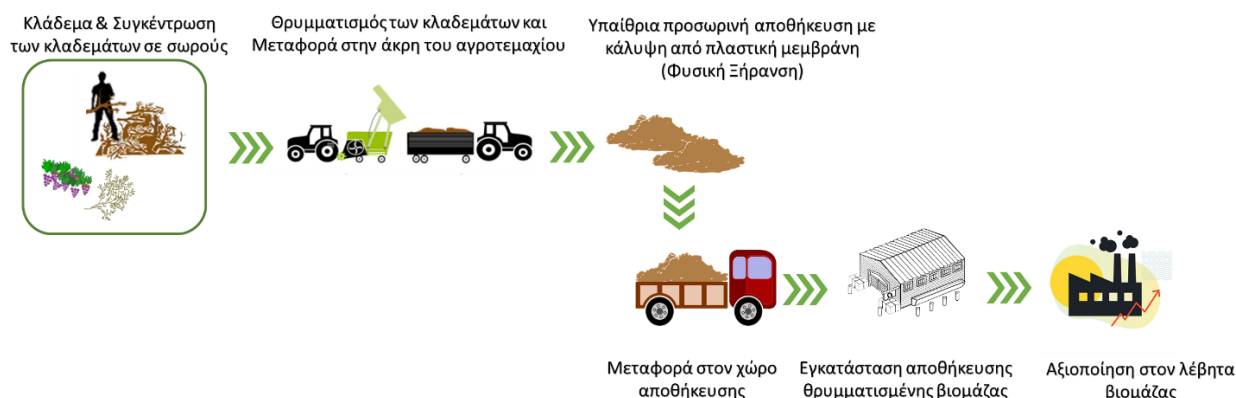 Κλάδεμα & Συγκέντρωση
των κλαδεμάτων σε σωρούς
Θρυμματισμός των κλαδεμάτων και
Μεταφορά στην άκρη του αγροτεμαχίου
Υπαίθρια προσωρινή αποθήκευση με
κάλυψη από πλαστική μεμβράνη
(Φυσική Ξήρανση)
Μεταφορά στον χώρο
αποθήκευσης
Εγκατάσταση αποθήκευσης
θρυμματισμένης βιομάζας
Αξιοποίηση στον λέβητα
βιομάζας